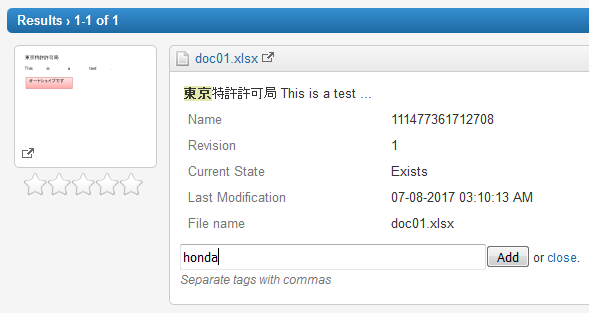 Results › 1-1 of 1
東京特許許可局
This is a test .
オートシェイプです
doc01.xlsx
東京特許許可局 This is a test ...
Name 111477361712708
Revision 1
Current State Exists
Last Modification 07-08-2017 03:10:13 AM
File name doc01.xlsx
honda Add or close.
Separate tags with commas